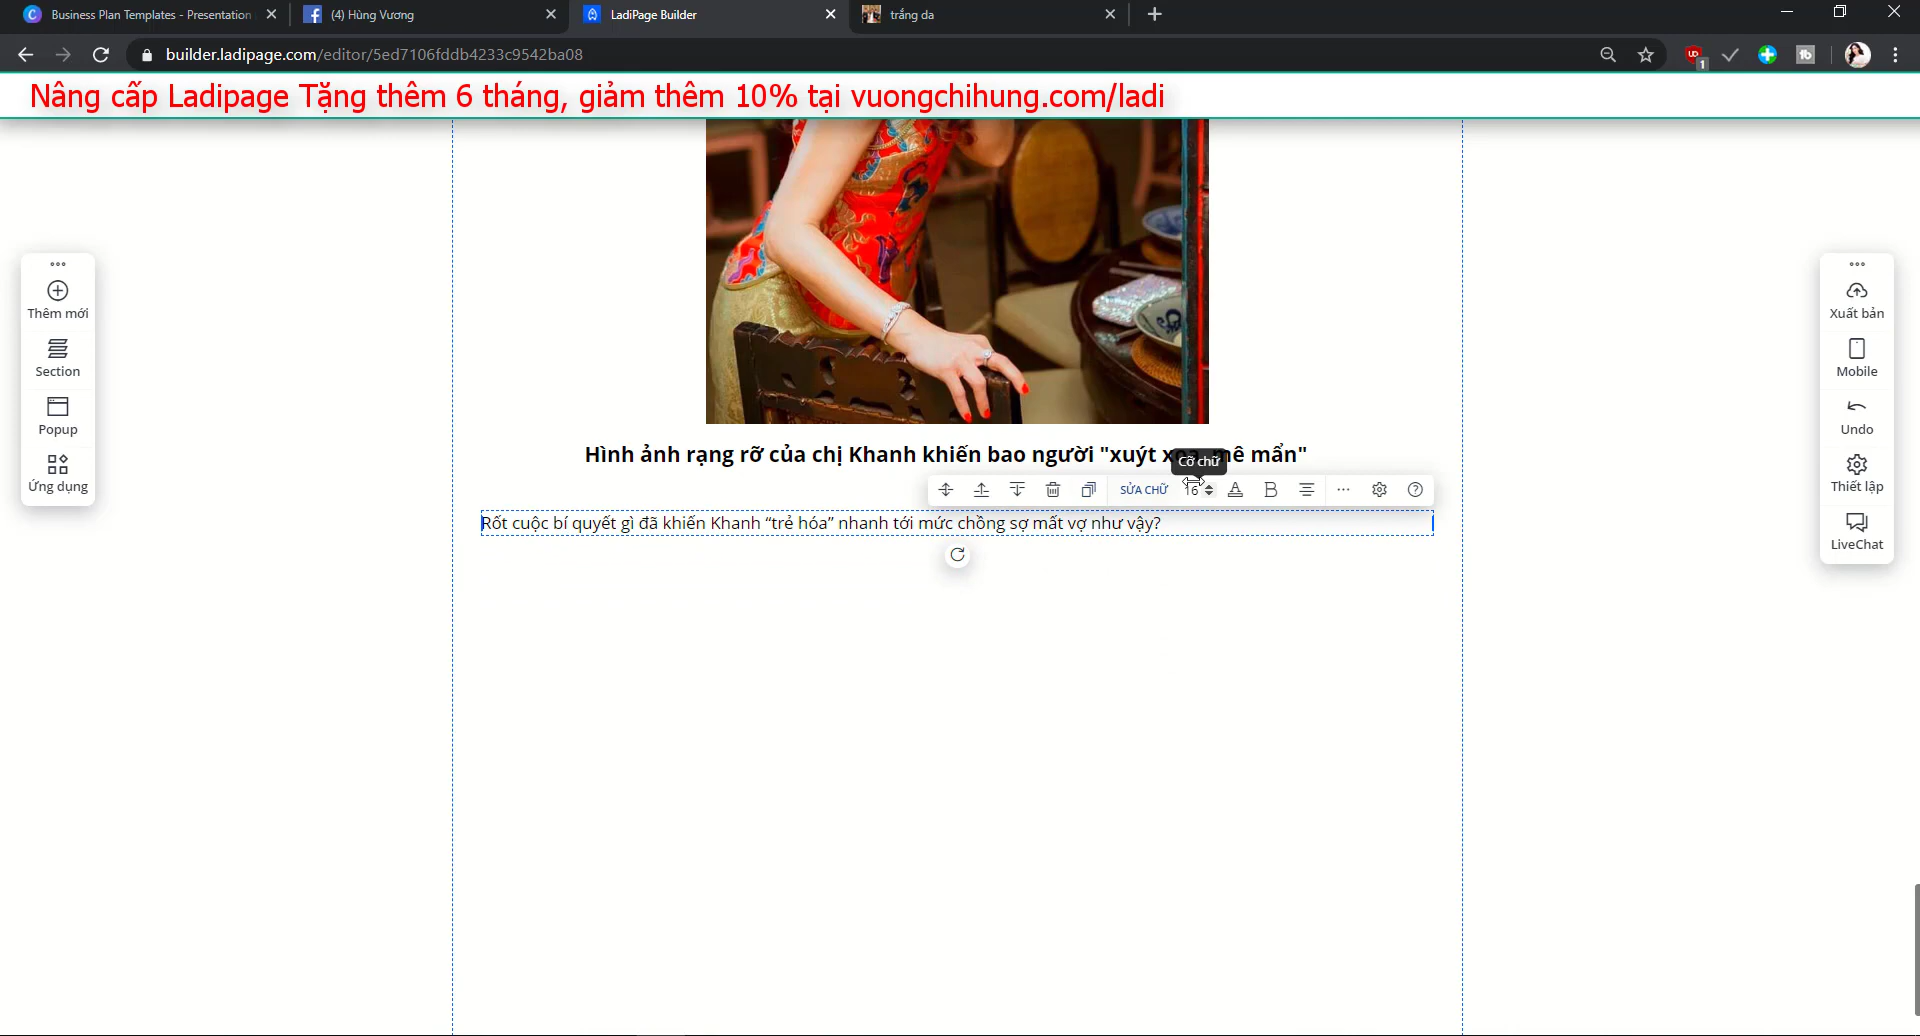 Business Plan Templates - Presentation
(4) Hùng Vương
LadiPage Builder
trắng da
builder.ladipage.com/editor/5ed7106fddb4233c9542ba08
Nâng cấp Ladipage Tặng thêm 6 tháng, giảm thêm 10% tại vuongchihung.com/ladi
Thêm mới
Section
Popup
Ứng dụng
Xuất bản
Mobile
Undo
Thiết lập
LiveChat
Hình ảnh rạng rỡ của chị Khanh khiến bao người "xuýt mê mẩn"
Cỡ chữ
SỬA CHỮ
16
Rốt cuộc bí quyết gì đã khiến Khanh “trẻ hóa” nhanh tới mức chồng sợ mất vợ như vậy?